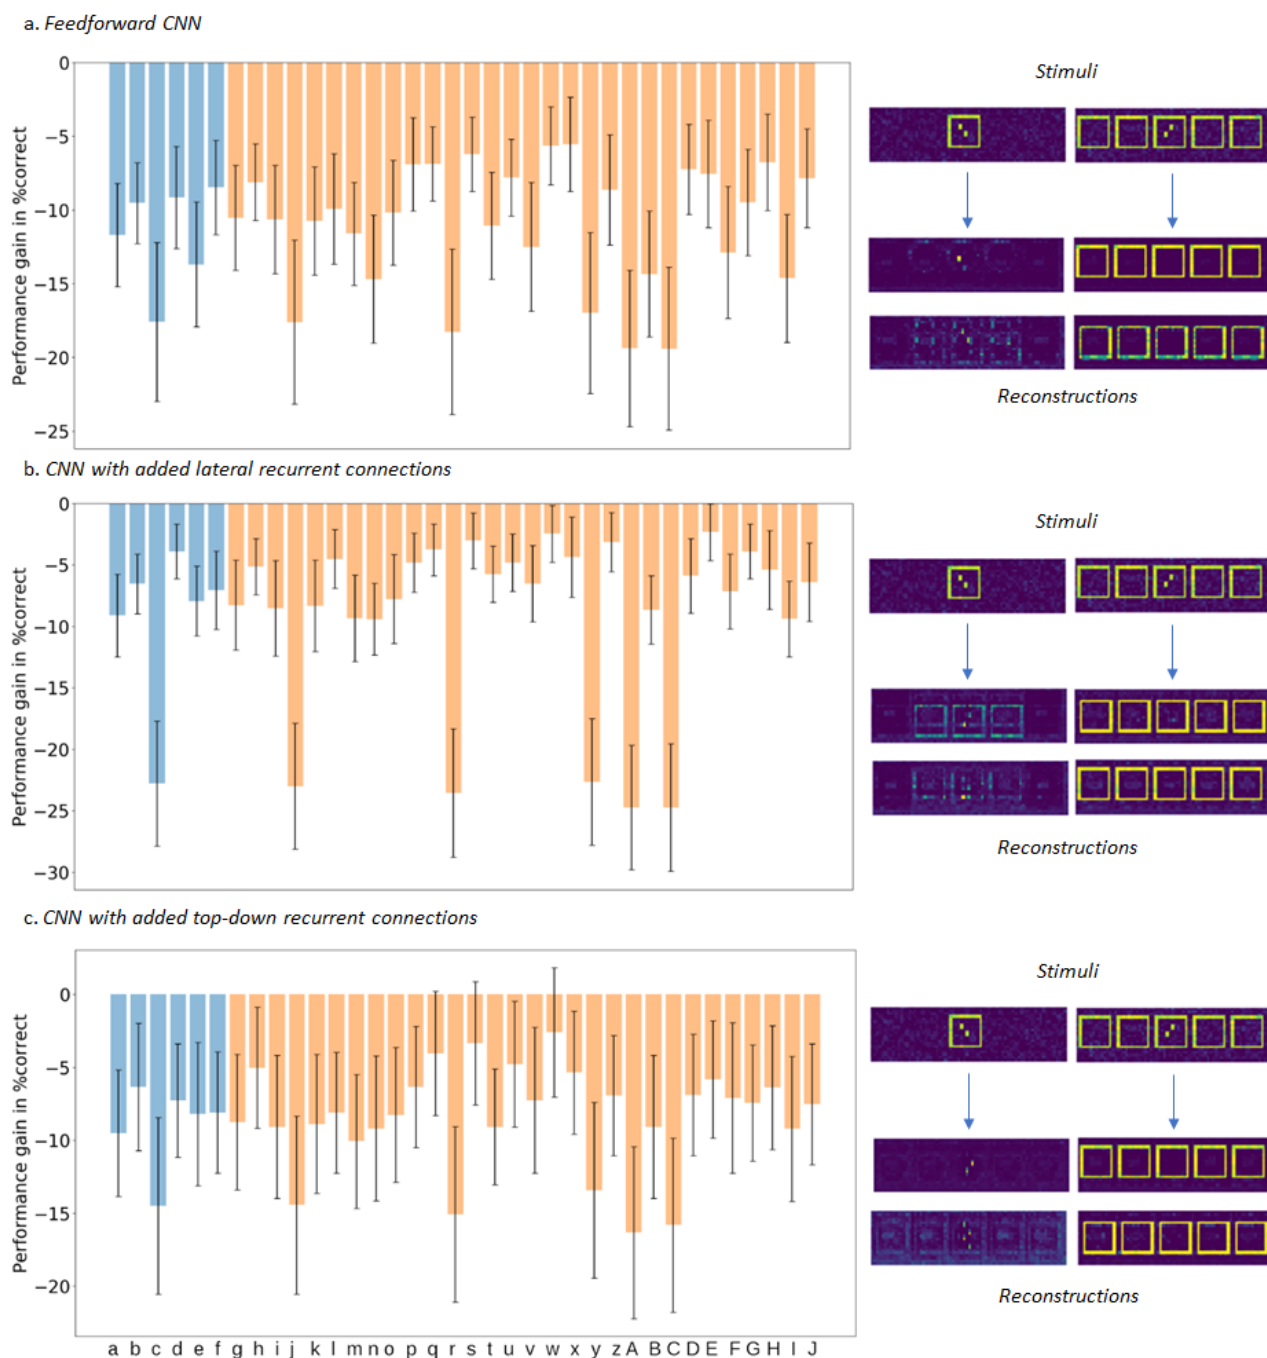 a. Feedforward CNN
Performance gain in %correct
0
−5
−10
−15
−20
−25
Stimuli
Reconstructions
b. CNN with added lateral recurrent connections
Performance gain in %correct
0
−5
−10
−15
−20
−25
−30
Stimuli
Reconstructions
c. CNN with added top-down recurrent connections
Performance gain in %correct
0
−5
−10
−15
−20
a b c d e f g h i j k l m n o p q r s t u v w x y z A B C D E F G H I J
Stimuli
Reconstructions